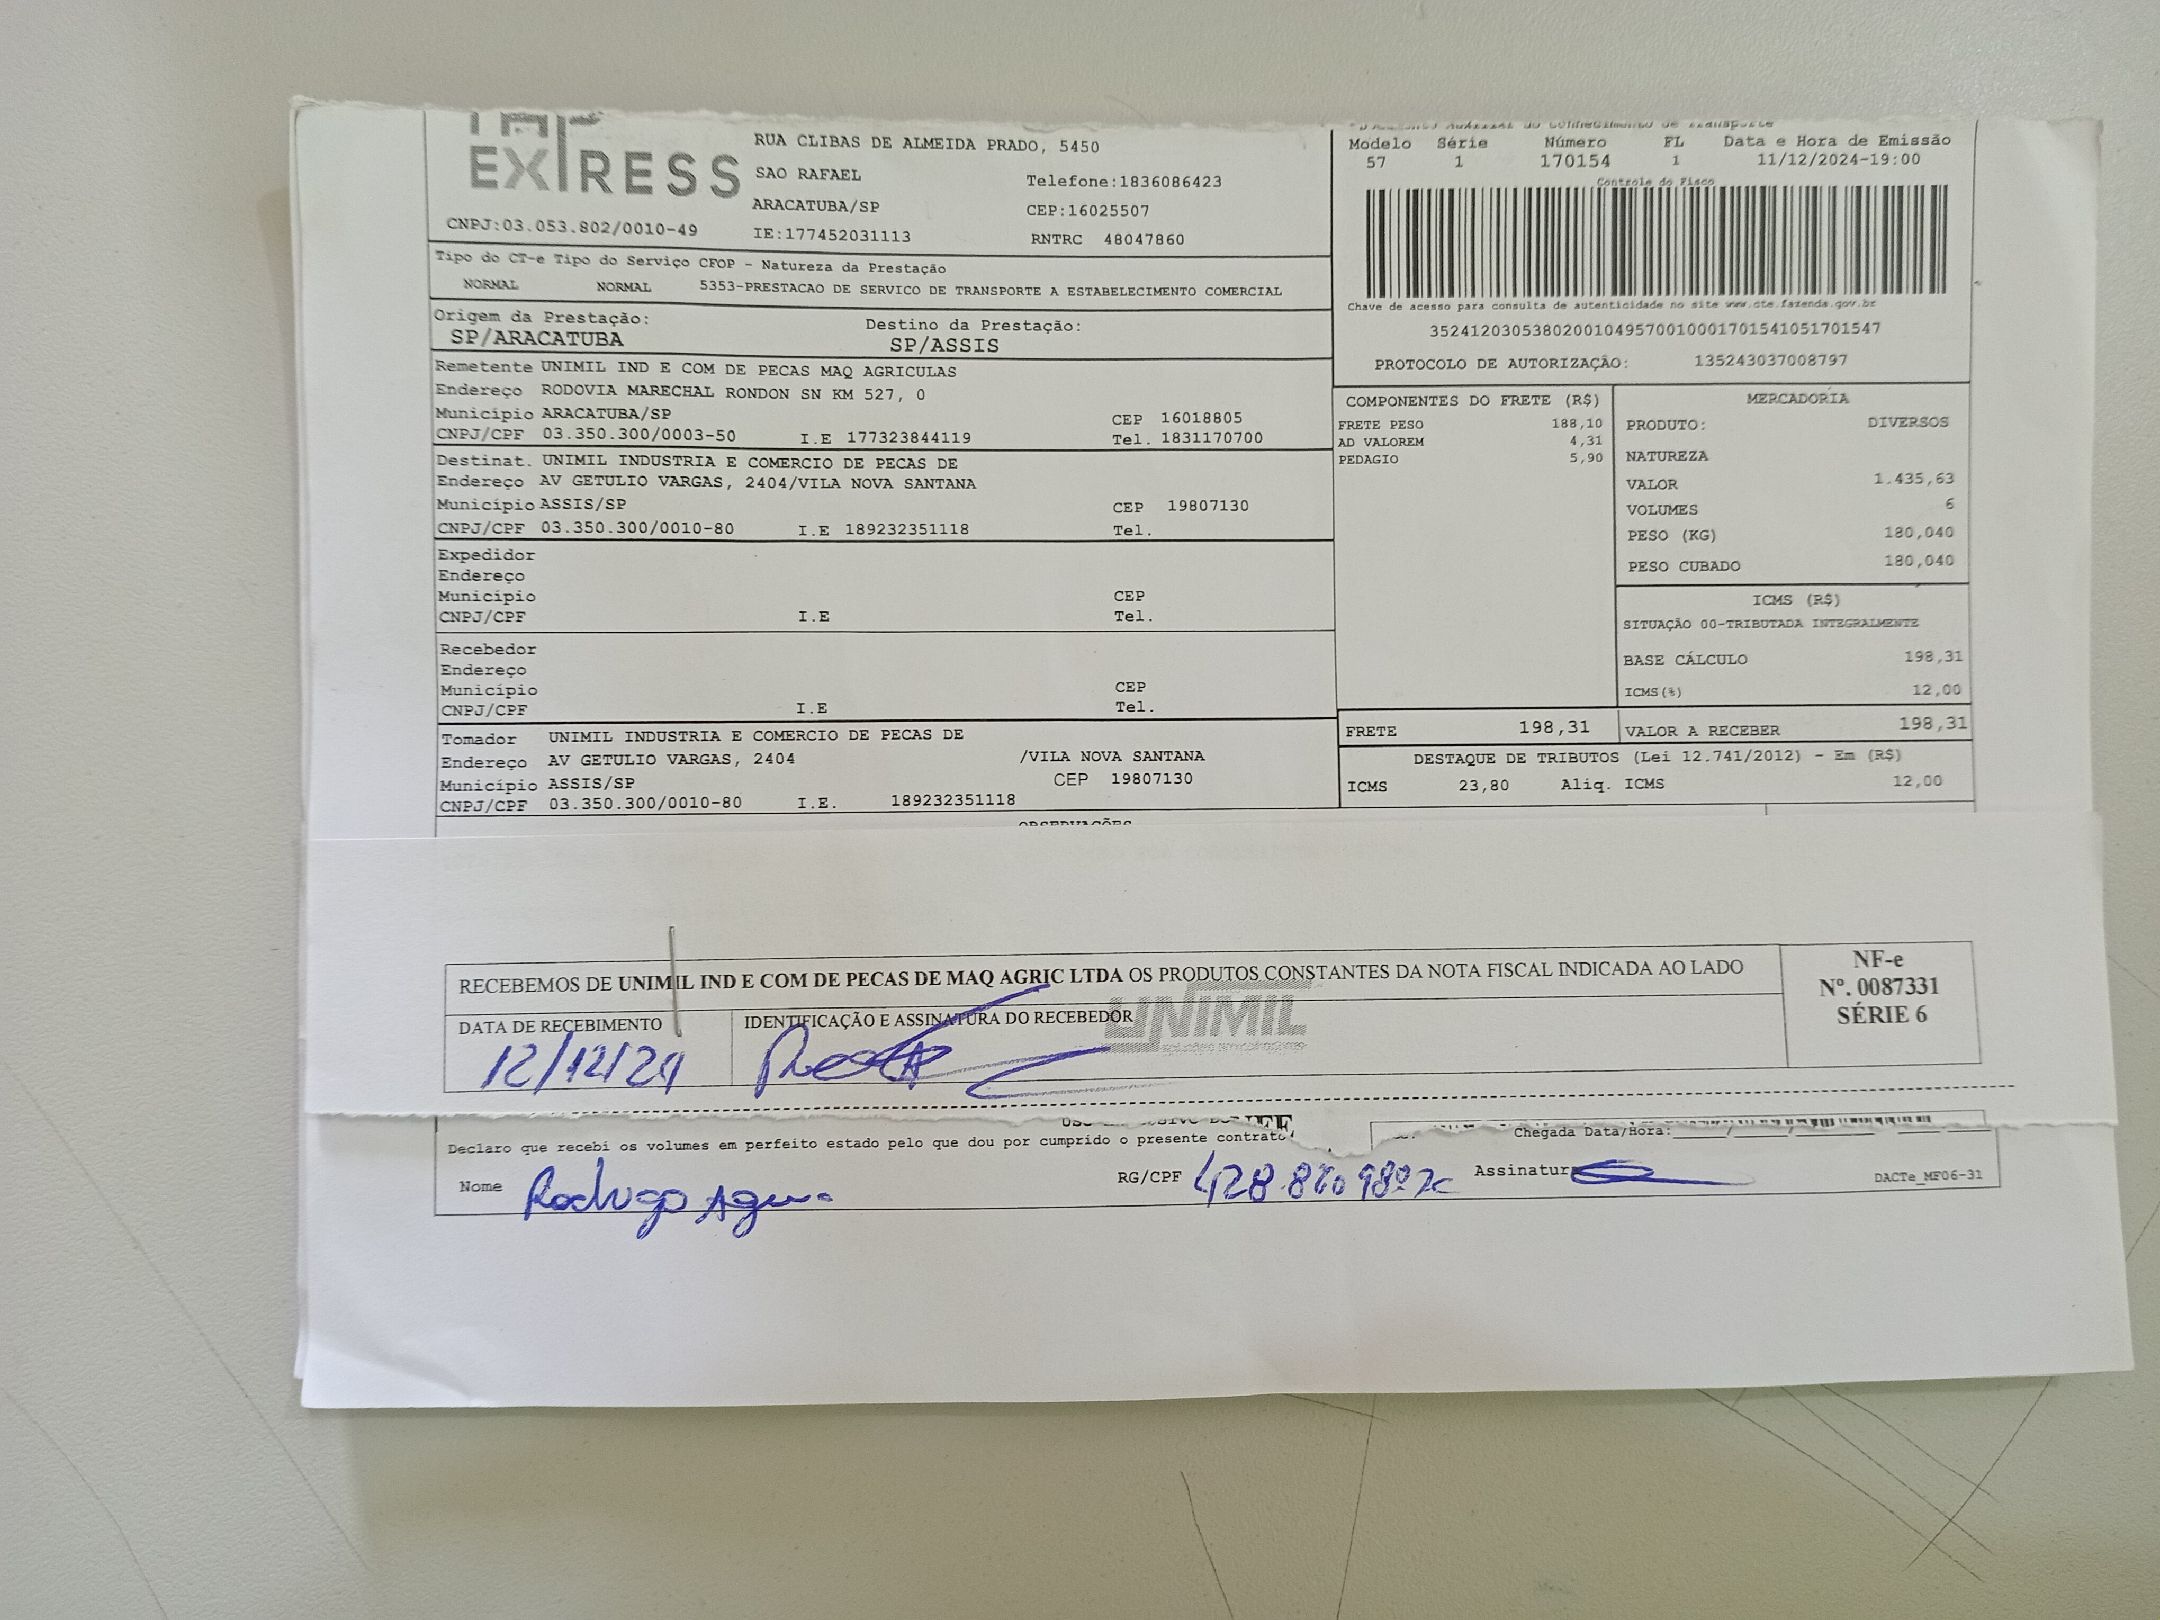 EXPRESS
RUA CLIBAS DE ALMEIDA PRADO, 5450
SAO RAFAEL
Telefone:1836086423
ARACATUBA/SP
CEP:16025507
CNPJ:03.053.802/0010-49
IE:177452031113
RNTRC 48047860
Auxiliar do Conhecimento de Transporte
Modelo Série Número FL Data e Hora de Emissão
57 1 170154 1 11/12/2024-19:00
Controle do Fisco
Chave de acesso para consulta de autenticidade no site www.cte.fazenda.gov.br
35241203053802001049570010001701541051701547
PROTOCOLO DE AUTORIZAÇÃO: 135243037008797
Tipo do CT-e Tipo do Serviço CFOP - Natureza da Prestação
NORMAL NORMAL 5353-PRESTACAO DE SERVICO DE TRANSPORTE A ESTABELECIMENTO COMERCIAL
Origem da Prestação: Destino da Prestação:
SP/ARACATUBA SP/ASSIS
Remetente UNIMIL IND E COM DE PECAS MAQ AGRICULAS
Endereço RODOVIA MARECHAL RONDON SN KM 527, 0
Município ARACATUBA/SP CEP 16018805
CNPJ/CPF 03.350.300/0003-50 I.E 177323844119 Tel. 1831170700
Destinat. UNIMIL INDUSTRIA E COMERCIO DE PECAS DE
Endereço AV GETULIO VARGAS, 2404/VILA NOVA SANTANA
Município ASSIS/SP CEP 19807130
CNPJ/CPF 03.350.300/0010-80 I.E 189232351118 Tel.
Expedidor
Endereço
Município CEP
CNPJ/CPF I.E Tel.
Recebedor
Endereço
Município CEP
CNPJ/CPF I.E Tel.
Tomador UNIMIL INDUSTRIA E COMERCIO DE PECAS DE
Endereço AV GETULIO VARGAS, 2404 /VILA NOVA SANTANA
Município ASSIS/SP CEP 19807130
CNPJ/CPF 03.350.300/0010-80 I.E. 189232351118
COMPONENTES DO FRETE (R$)
FRETE PESO 188,10
AD VALOREM 4,31
PEDAGIO 5,90
MERCADORIA
PRODUTO: DIVERSOS
NATUREZA
VALOR 1.435,63
VOLUMES 6
PESO (KG) 180,040
PESO CUBADO 180,040
ICMS (R$)
SITUAÇÃO 00-TRIBUTADA INTEGRALMENTE
BASE CÁLCULO 198,31
ICMS(%) 12,00
FRETE 198,31 VALOR A RECEBER 198,31
DESTAQUE DE TRIBUTOS (Lei 12.741/2012) - Em (R$)
ICMS 23,80 Aliq. ICMS 12,00
OBSERVAÇÕES
RECEBEMOS DE UNIMIL IND E COM DE PECAS DE MAQ AGRIC LTDA OS PRODUTOS CONSTANTES DA NOTA FISCAL INDICADA AO LADO
NF-e
Nº. 0087331
SÉRIE 6
DATA DE RECEBIMENTO
12/12/24
IDENTIFICAÇÃO E ASSINATURA DO RECEBEDOR
UNIMIL
Declaro que recebi os volumes em perfeito estado pelo que dou por cumprido o presente contrato
Chegada Data/Hora:
Nome Rodrigo
RG/CPF
Assinatura
DACTe_MF06-31